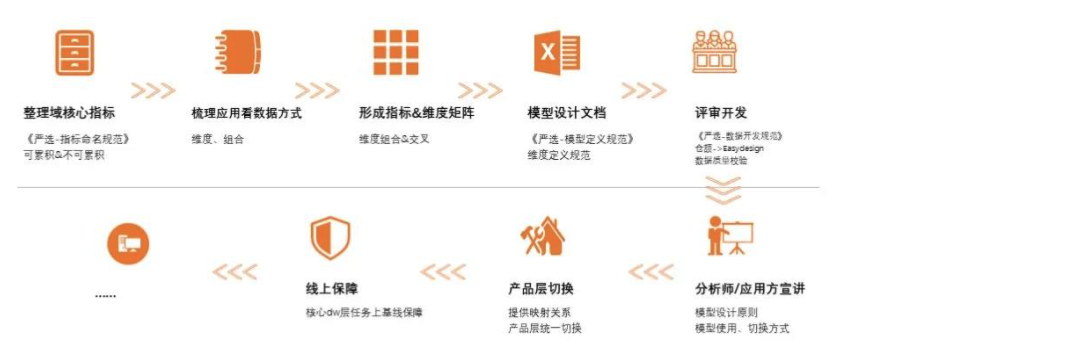 X
整理域核心指标
《严选-指标命名规范》
可累积&不可累积
梳理应用看数据方式
维度、组合
形成指标&维度矩阵
维度组合&交叉
模型设计文档
《严选-模型定义规范》
维度定义规范
评审开发
《严选-数据开发规范》
仓颉->Easydesign
数据质量校验
分析师/应用方宣讲
模型设计原则
模型使用、切换方式
产品层切换
提供映射关系
产品层统一切换
线上保障
核心dw层任务上基线保障
......